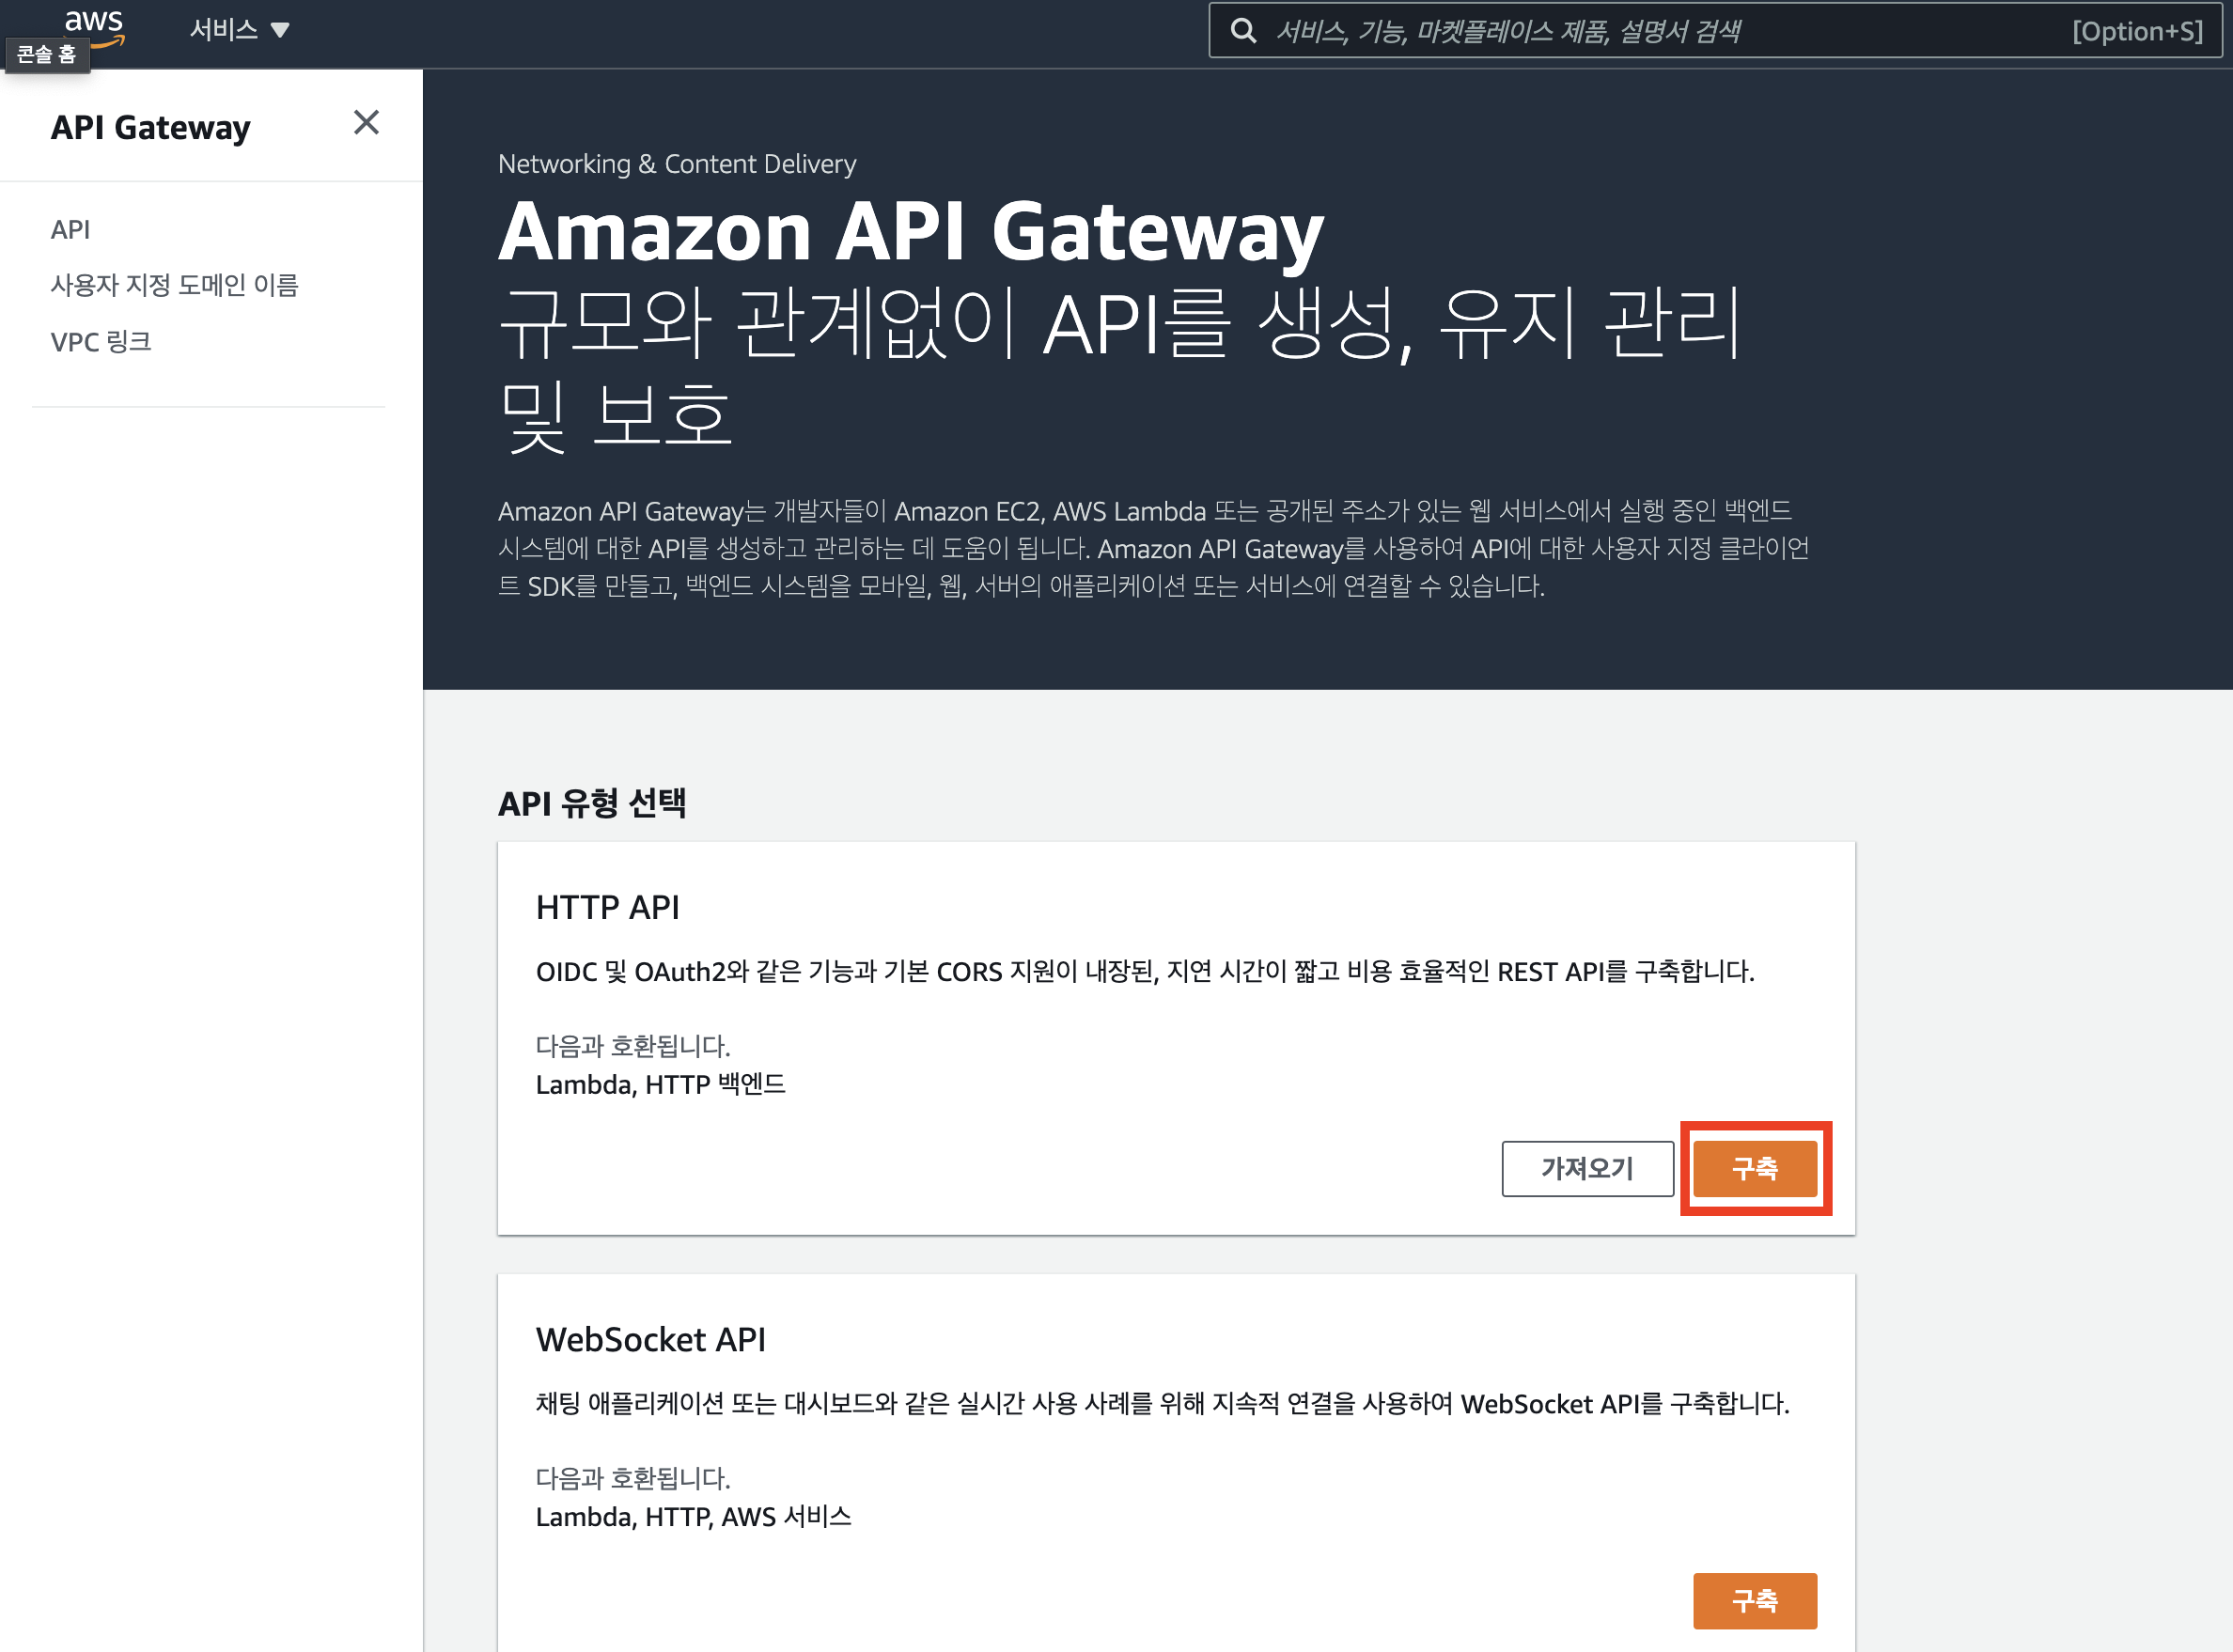 aws
서비스 ▼
서비스, 기능, 마켓플레이스 제품, 설명서 검색
[Option+S]
콘솔 홈
API Gateway
API
사용자 지정 도메인 이름
VPC 링크
Networking & Content Delivery
Amazon API Gateway
규모와 관계없이 API를 생성, 유지 관리
및 보호
Amazon API Gateway는 개발자들이 Amazon EC2, AWS Lambda 또는 공개된 주소가 있는 웹 서비스에서 실행 중인 백엔드
시스템에 대한 API를 생성하고 관리하는 데 도움이 됩니다. Amazon API Gateway를 사용하여 API에 대한 사용자 지정 클라이언
트 SDK를 만들고, 백엔드 시스템을 모바일, 웹, 서버의 애플리케이션 또는 서비스에 연결할 수 있습니다.
API 유형 선택
HTTP API
OIDC 및 OAuth2와 같은 기능과 기본 CORS 지원이 내장된, 지연 시간이 짧고 비용 효율적인 REST API를 구축합니다.
다음과 호환됩니다.
Lambda, HTTP 백엔드
가져오기
구축
WebSocket API
채팅 애플리케이션 또는 대시보드와 같은 실시간 사용 사례를 위해 지속적 연결을 사용하여 WebSocket API를 구축합니다.
다음과 호환됩니다.
Lambda, HTTP, AWS 서비스
구축